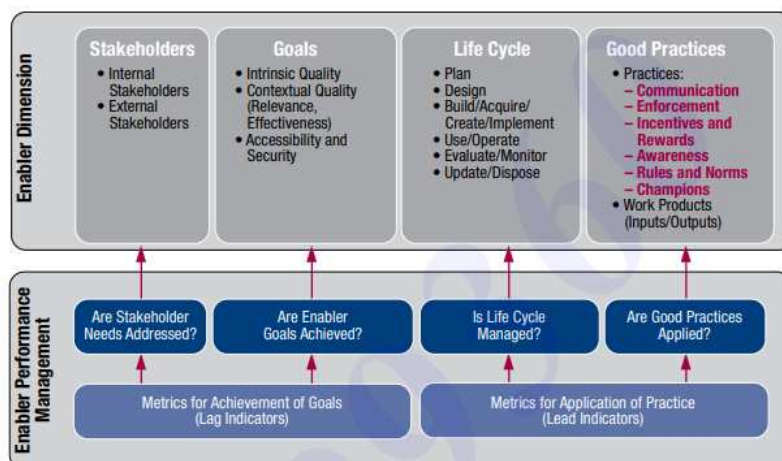 Enabler Dimension
Stakeholders
• Internal
Stakeholders
• External
Stakeholders
Goals
• Intrinsic Quality
• Contextual Quality
(Relevance,
Effectiveness)
• Accessibility and
Security
Life Cycle
• Plan
• Design
• Build/Acquire/
Create/Implement
• Use/Operate
• Evaluate/Monitor
• Update/Dispose
Good Practices
• Practices:
– Communication
– Enforcement
– Incentives and
Rewards
– Awareness
– Rules and Norms
– Champions
• Work Products
(Inputs/Outputs)
Enabler Performance
Management
Are Stakeholder
Needs Addressed?
Are Enabler
Goals Achieved?
Is Life Cycle
Managed?
Are Good Practices
Applied?
Metrics for Achievement of Goals
(Lag Indicators)
Metrics for Application of Practice
(Lead Indicators)